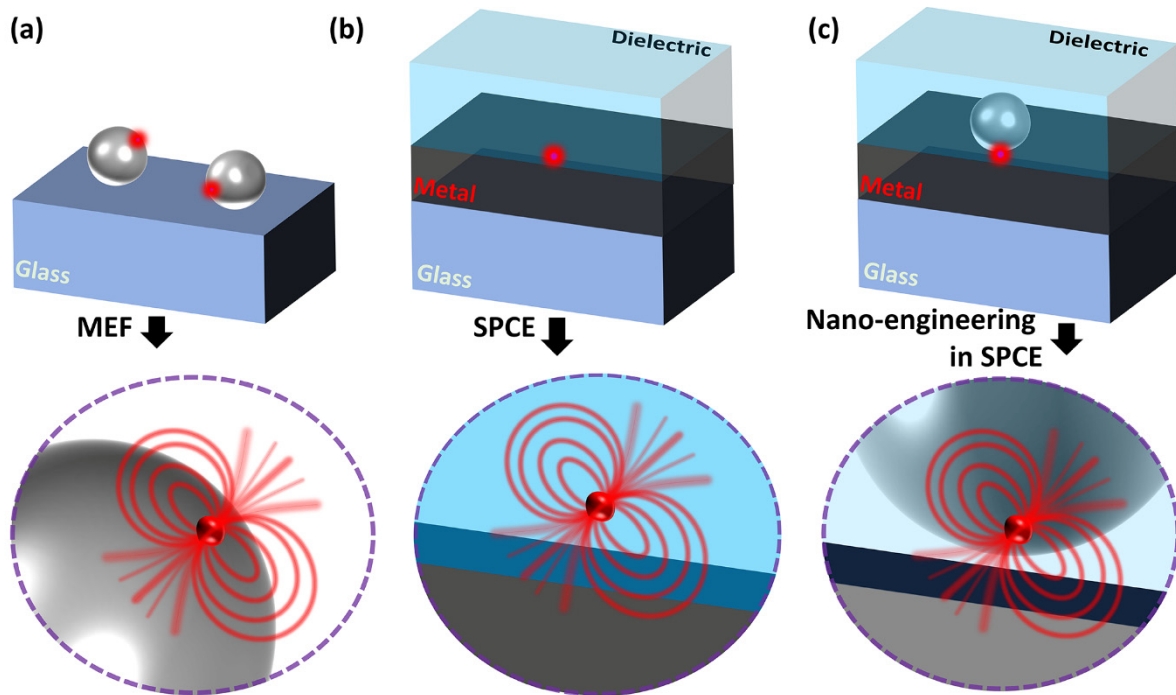 (a)
(b)
(c)
Dielectric
Dielectric
Metal
Metal
Glass
Glass
Glass
MEF
SPCE
Nano-engineering
in SPCE